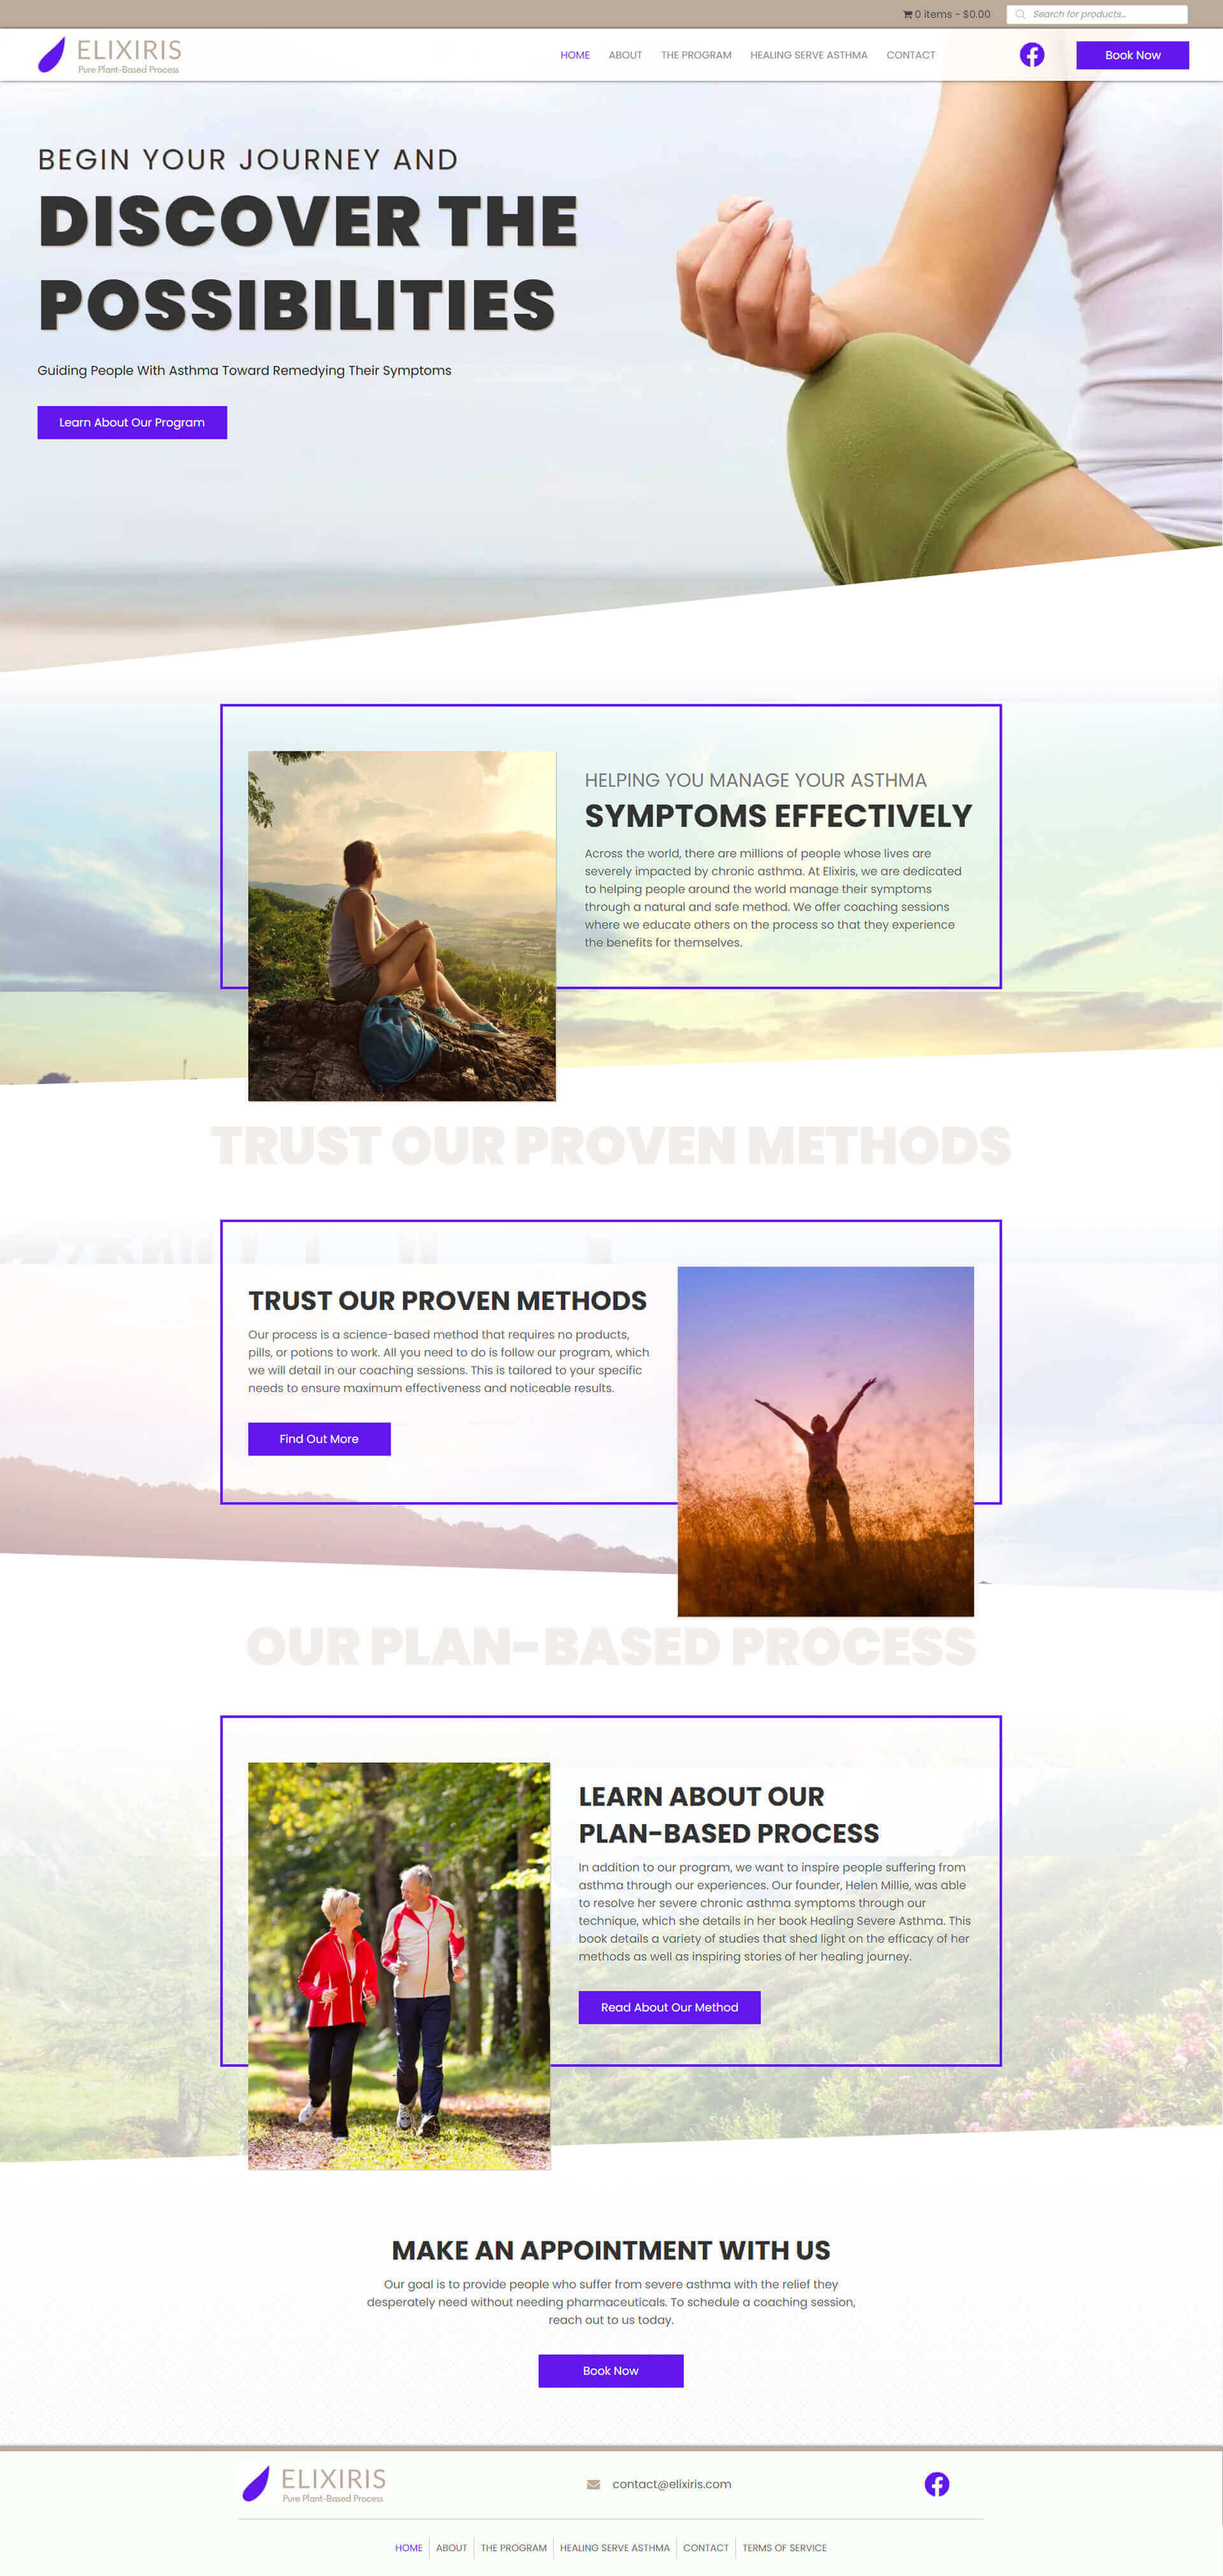 0 items - $0.00
Search for products...
ELIXIRIS
Pure Plant-Based Process
HOME ABOUT THE PROGRAM HEALING SERVE ASTHMA CONTACT
Book Now
BEGIN YOUR JOURNEY AND
DISCOVER THE
POSSIBILITIES
Guiding People With Asthma Toward Remedying Their Symptoms
Learn About Our Program
HELPING YOU MANAGE YOUR ASTHMA
SYMPTOMS EFFECTIVELY
Across the world, there are millions of people whose lives are
severely impacted by chronic asthma. At Elixiris, we are dedicated
to helping people around the world manage their symptoms
through a natural and safe method. We offer coaching sessions
where we educate others on the process so that they experience
the benefits for themselves.
TRUST OUR PROVEN METHODS
TRUST OUR PROVEN METHODS
Our process is a science-based method that requires no products,
pills, or potions to work. All you need to do is follow our program, which
we will detail in our coaching sessions. This is tailored to your specific
needs to ensure maximum effectiveness and noticeable results.
Find Out More
OUR PLAN-BASED PROCESS
LEARN ABOUT OUR
PLAN-BASED PROCESS
In addition to our program, we want to inspire people suffering from
asthma through our experiences. Our founder, Helen Millie, was able
to resolve her severe chronic asthma symptoms through our
technique, which she details in her book Healing Severe Asthma. This
book details a variety of studies that shed light on the efficacy of her
methods as well as inspiring stories of her healing journey.
Read About Our Method
MAKE AN APPOINTMENT WITH US
Our goal is to provide people who suffer from severe asthma with the relief they
desperately need without needing pharmaceuticals. To schedule a coaching session,
reach out to us today.
Book Now
ELIXIRIS
Pure Plant-Based Process
contact@elixiris.com
HOME ABOUT THE PROGRAM HEALING SERVE ASTHMA CONTACT TERMS OF SERVICE